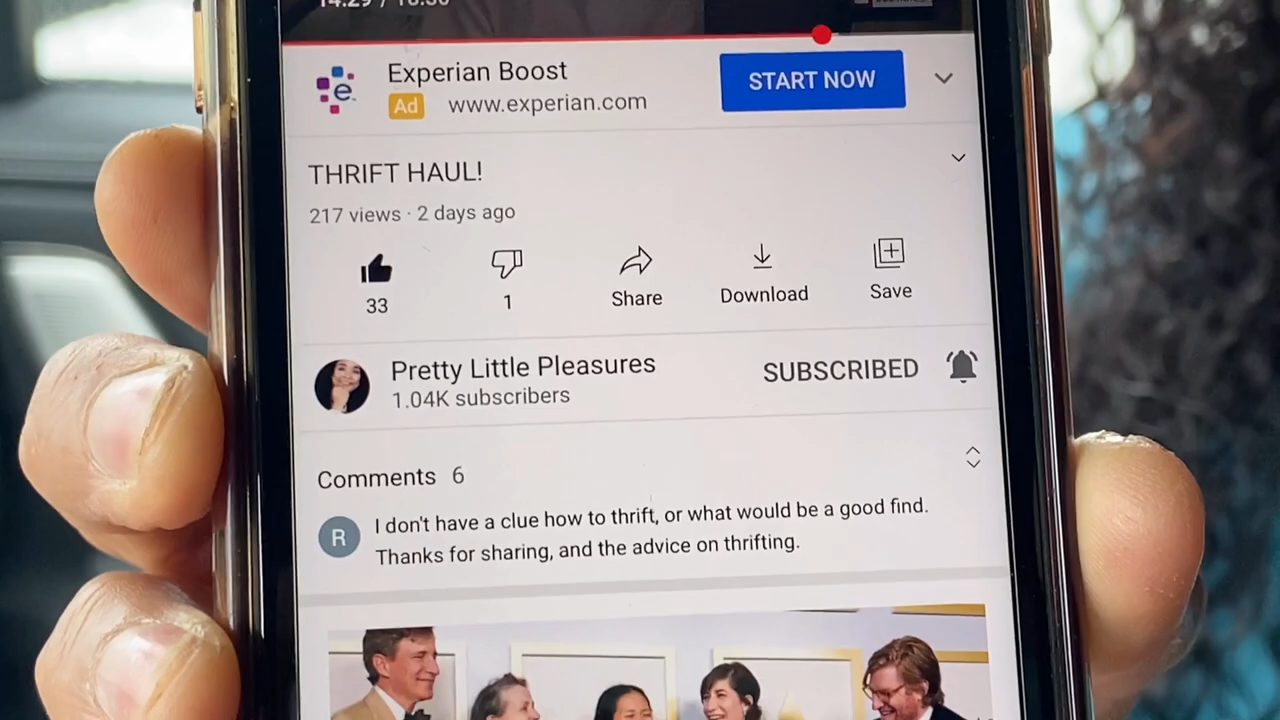 Experian Boost
Ad www.experian.com
START NOW
THRIFT HAUL!
217 views · 2 days ago
33
1
Share
Download
Save
Pretty Little Pleasures
1.04K subscribers
SUBSCRIBED
Comments 6
R
I don't have a clue how to thrift, or what would be a good find.
Thanks for sharing, and the advice on thrifting.